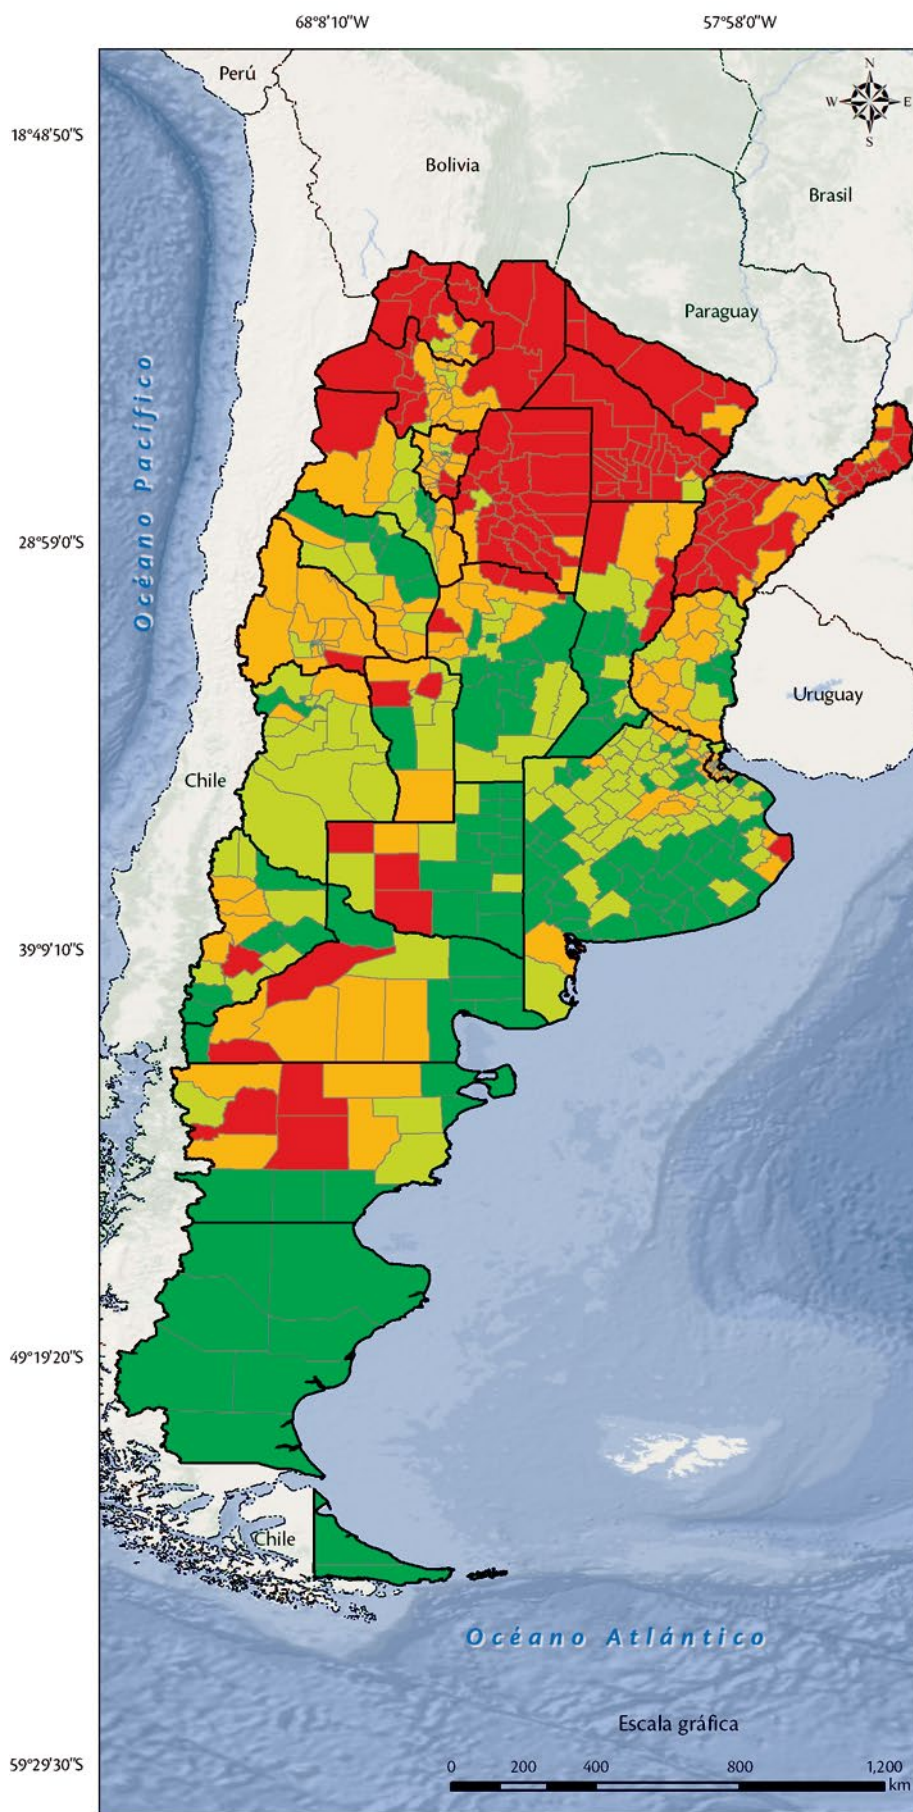 68°8'10"W
57°58'0"W
Perú
N
W
E
S
18°48'50"S
Bolivia
Brasil
Paraguay
Océano Pacífico
28°59'0"S
Uruguay
Chile
39°9'10"S
49°19'20"S
Chile
Océano Atlántico
Escala gráfica
59°29'30"S
0 200 400 800 1,200
km